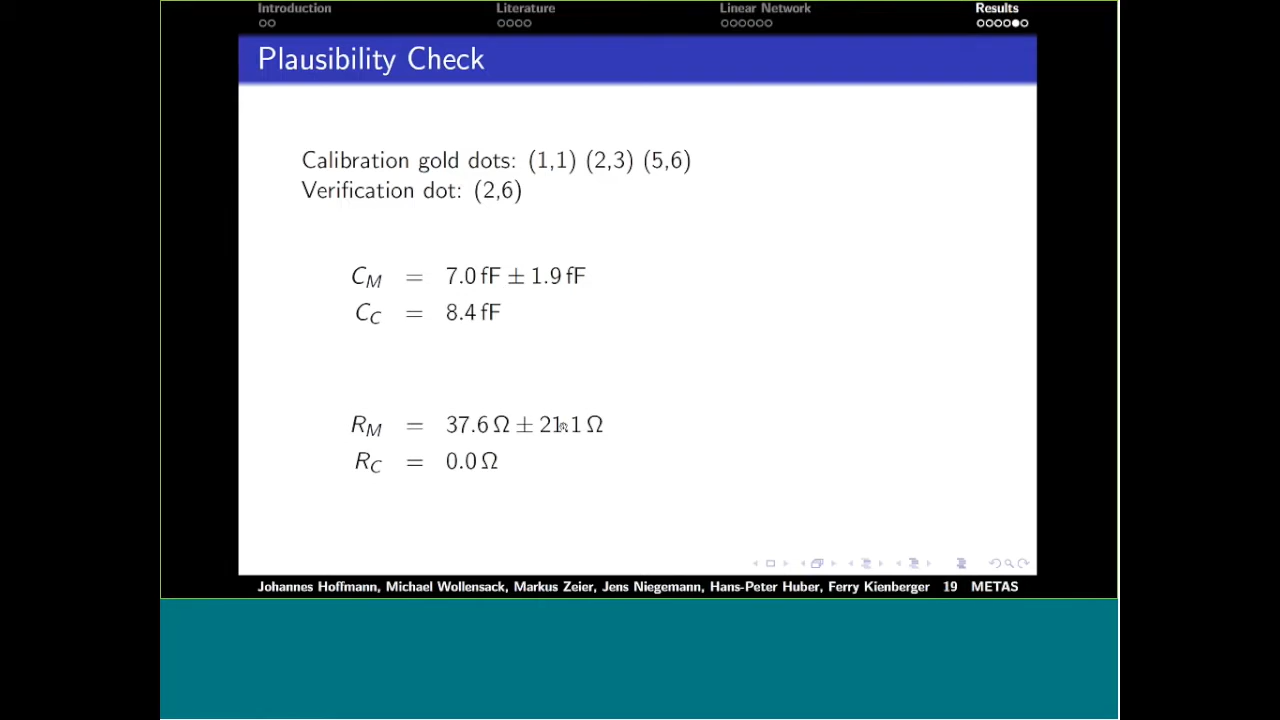 Introduction Literature Linear Network Results
Plausibility Check
Calibration gold dots: (1,1) (2,3) (5,6)
Verification dot: (2,6)
C_M = 7.0 fF ± 1.9 fF
C_C = 8.4 fF
R_M = 37.6 Ω ± 21.1 Ω
R_C = 0.0 Ω
Johannes Hoffmann, Michael Wollensack, Markus Zeier, Jens Niegemann, Hans-Peter Huber, Ferry Kienberger 19 METAS